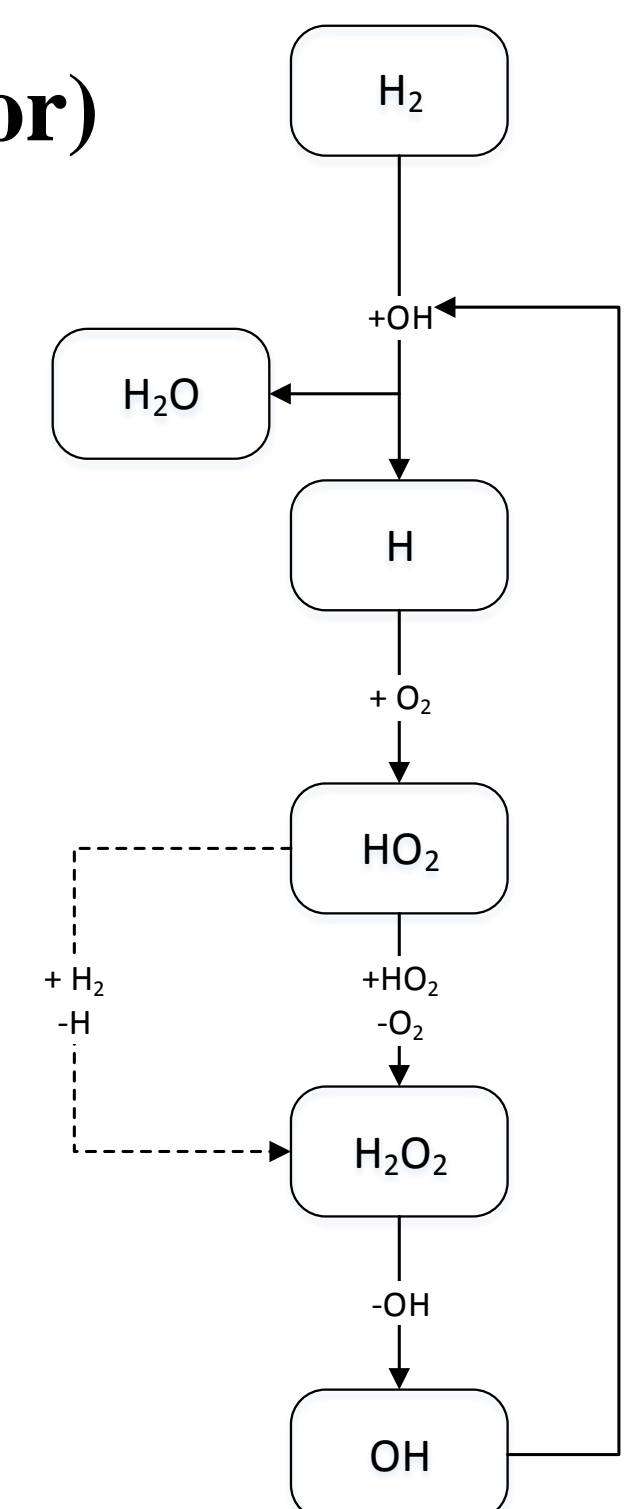 or)
H₂
+OH
H₂O
H
+ O₂
HO₂
+ H₂
-H
+HO₂
-O₂
H₂O₂
-OH
OH